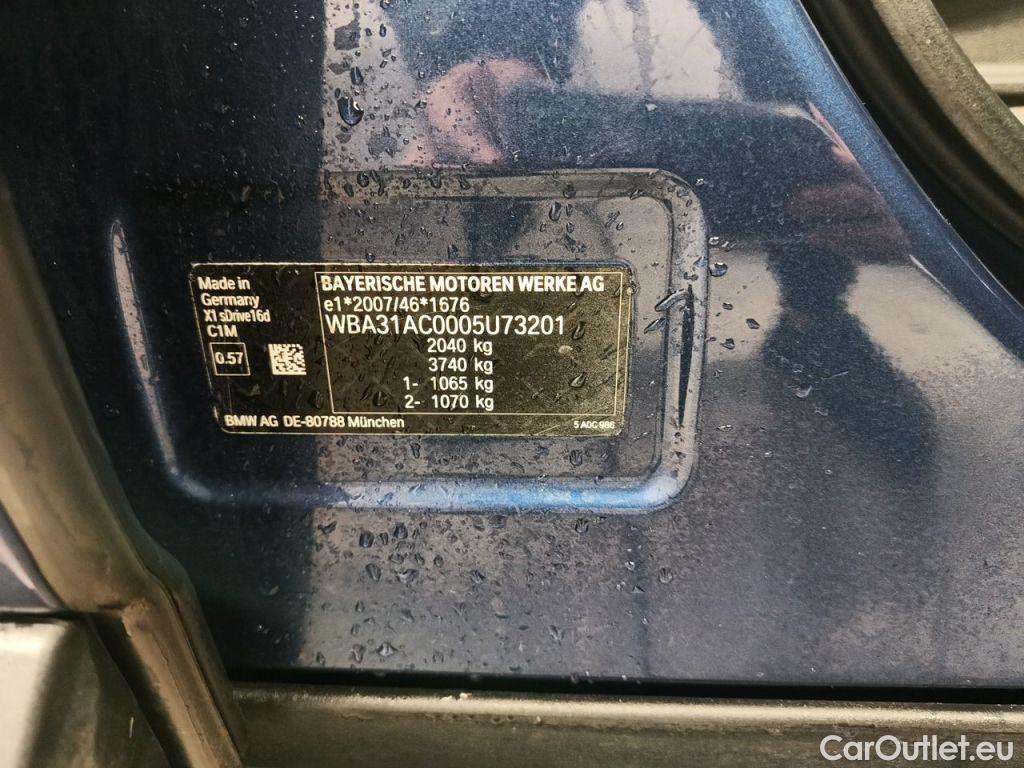 Made in
Germany
X1 sDrive16d
C1M
0.57
BAYERISCHE MOTOREN WERKE AG
e1*2007/46*1676
WBA31AC0005U73201
2040 kg
3740 kg
1- 1065 kg
2- 1070 kg
BMW AG DE-80788 München
5 A0C 986
CarOutlet.eu